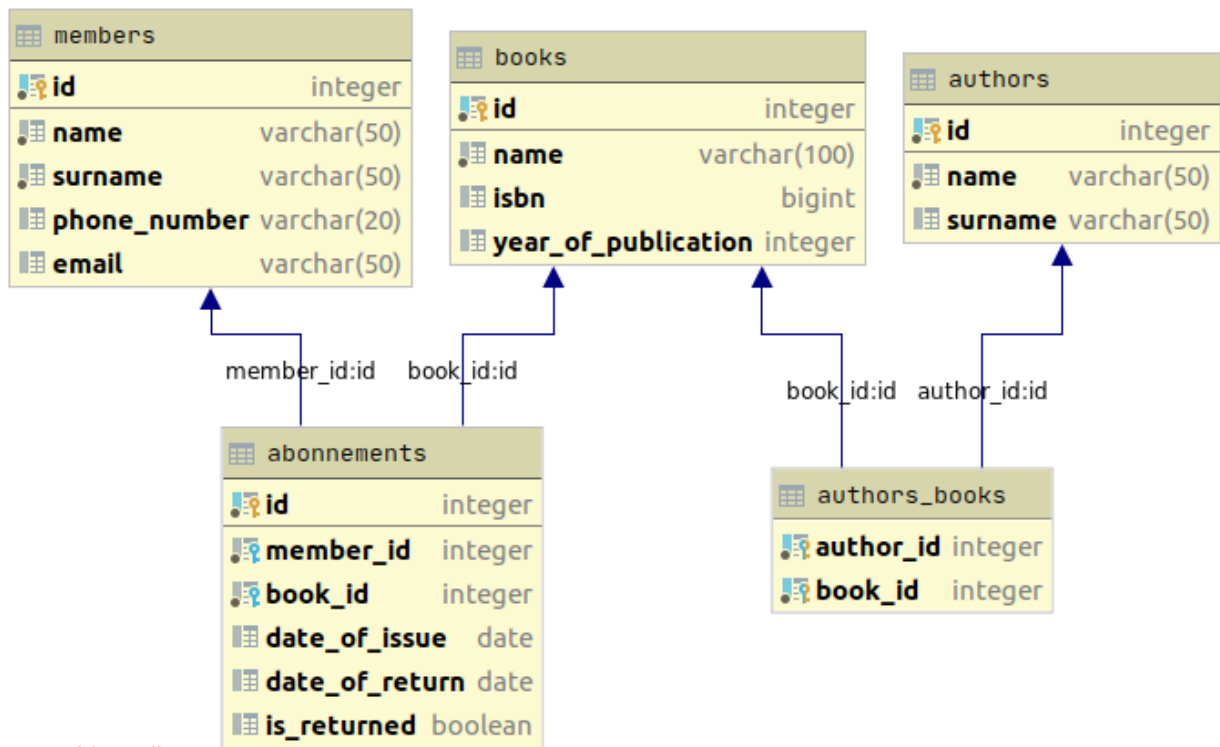 members
id integer
name varchar(50)
surname varchar(50)
phone_number varchar(20)
email varchar(50)
books
id integer
name varchar(100)
isbn bigint
year_of_publication integer
authors
id integer
name varchar(50)
surname varchar(50)
member_id:id
book_id:id
book_id:id
author_id:id
abonnements
id integer
member_id integer
book_id integer
date_of_issue date
date_of_return date
is_returned boolean
authors_books
author_id integer
book_id integer